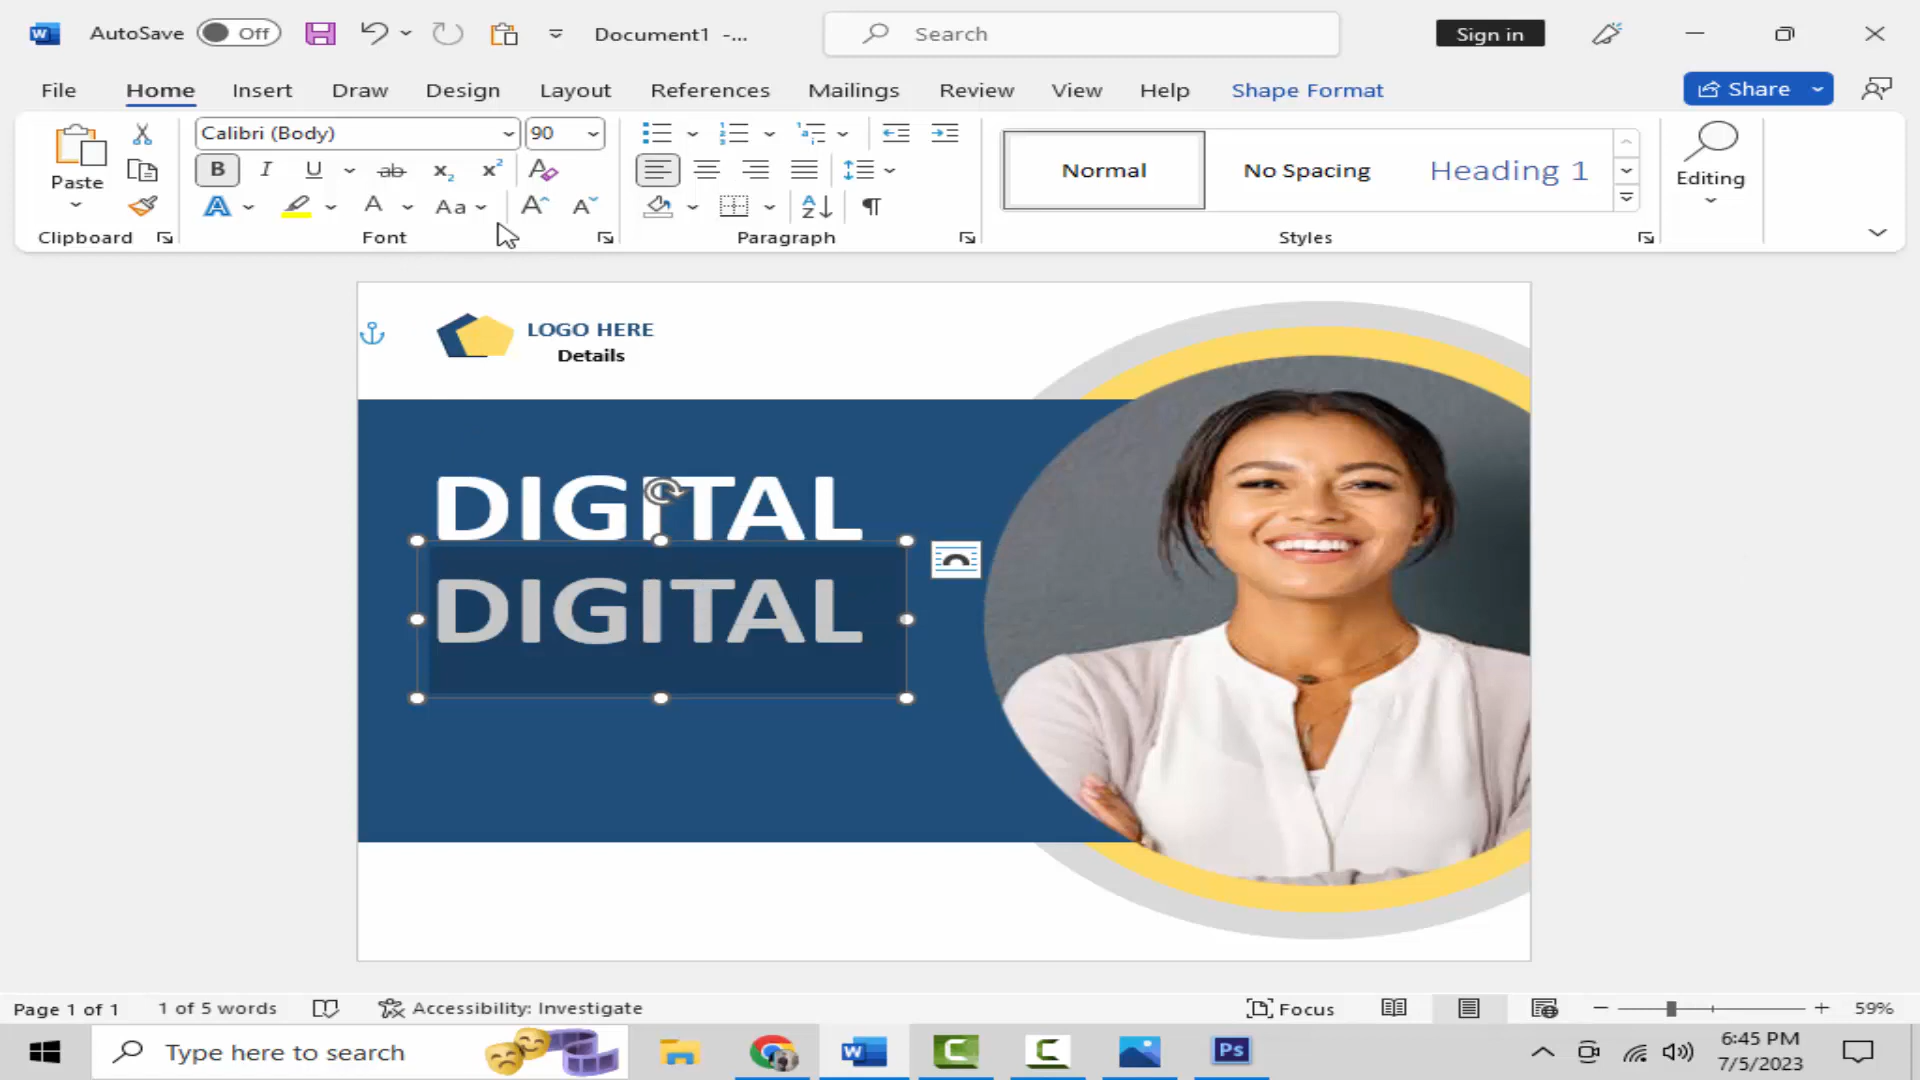 AutoSave Off Document1 -... Search Sign in
File Home Insert Draw Design Layout References Mailings Review View Help Shape Format Share
Paste Calibri (Body) 90 Normal No Spacing Heading 1 Editing
B I U ab x₂ x²
A A Aa A A A Z ¶
Clipboard Font Paragraph Styles
LOGO HERE
Details
DIGITAL
DIGITAL
Page 1 of 1 1 of 5 words Accessibility: Investigate Focus 59%
Type here to search Ps 6:45 PM
7/5/2023